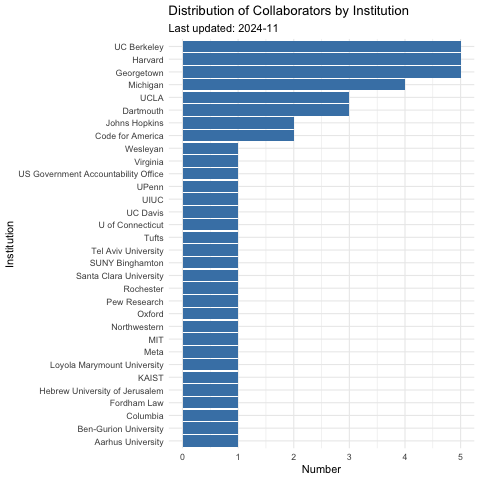 Distribution of Collaborators by Institution
Last updated: 2024-11
Institution
UC Berkeley
Harvard
Georgetown
Michigan
UCLA
Dartmouth
Johns Hopkins
Code for America
Wesleyan
Virginia
US Government Accountability Office
UPenn
UIUC
UC Davis
U of Connecticut
Tufts
Tel Aviv University
SUNY Binghamton
Santa Clara University
Rochester
Pew Research
Oxford
Northwestern
MIT
Meta
Loyola Marymount University
KAIST
Hebrew University of Jerusalem
Fordham Law
Columbia
Ben-Gurion University
Aarhus University
0 1 2 3 4 5
Number